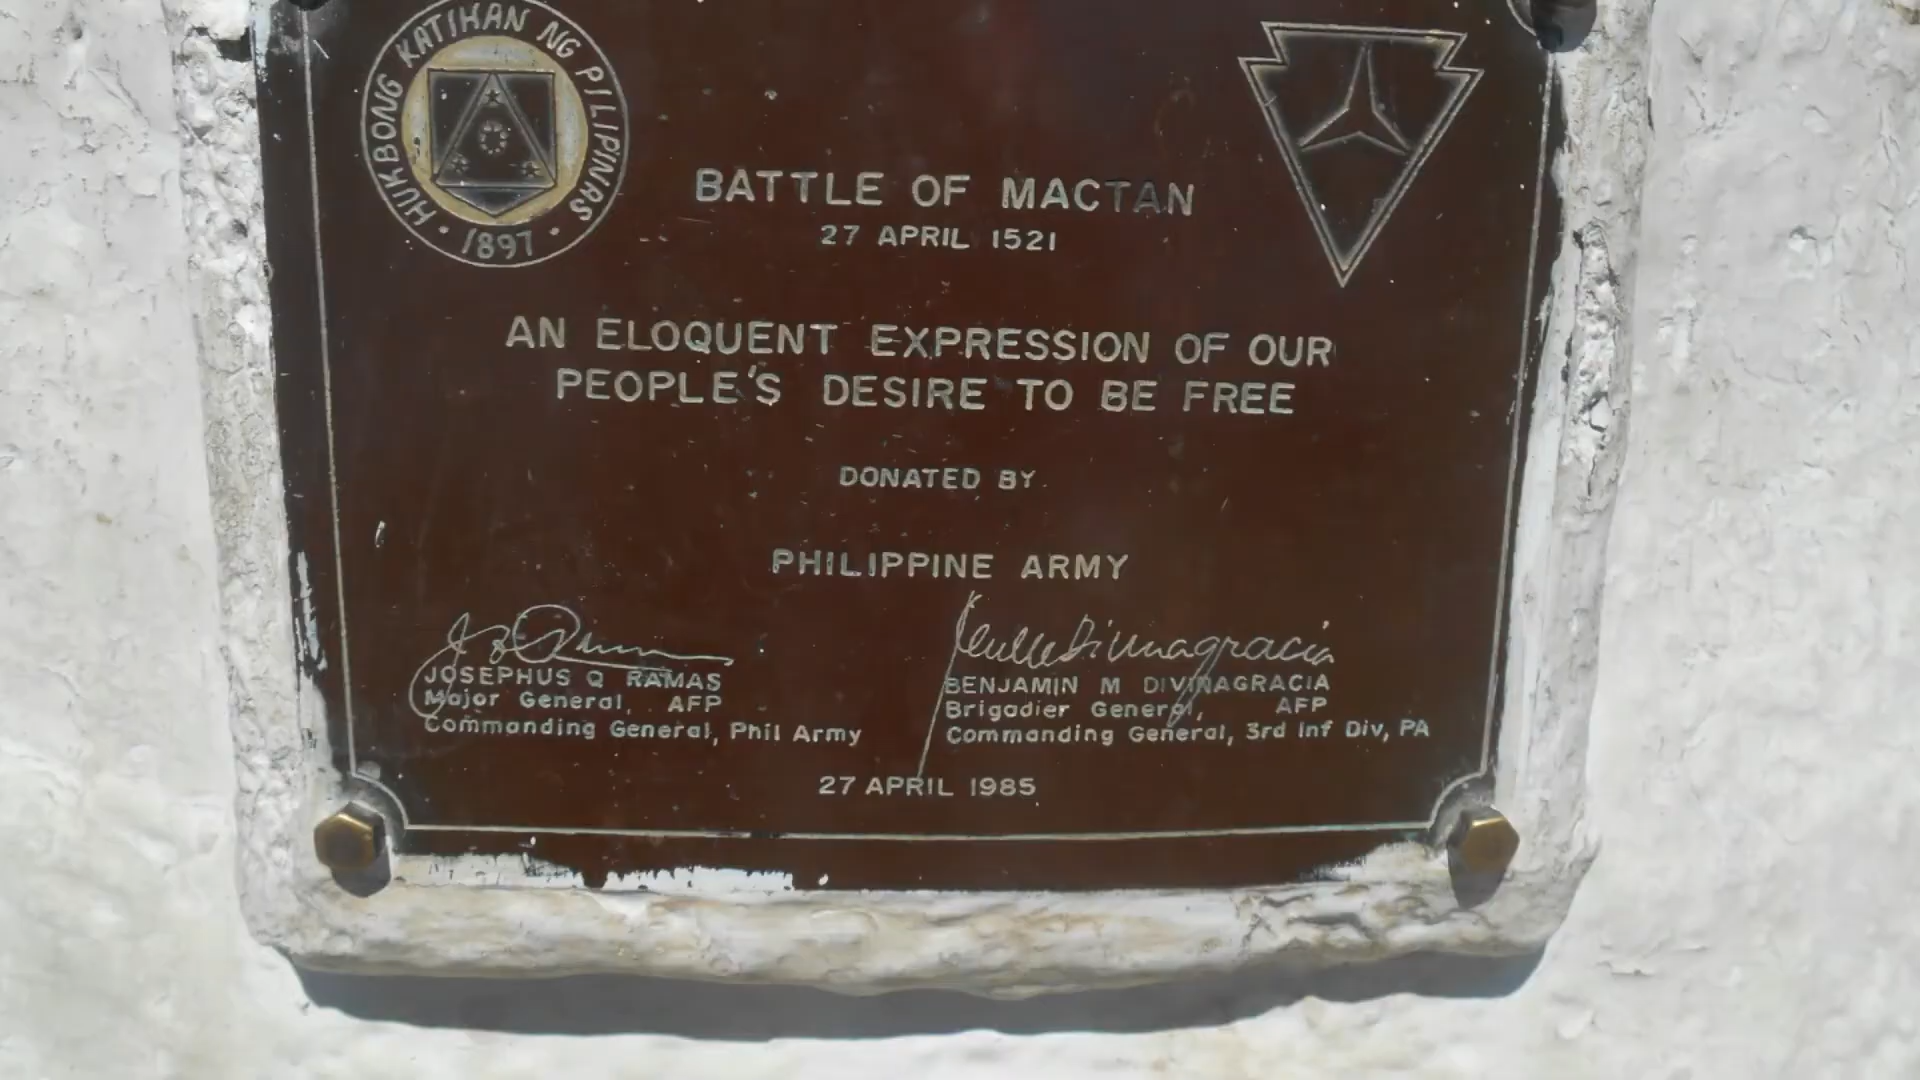 HUKBONG KATIHAN NG PILIPINAS
· 1897 ·
BATTLE OF MACTAN
27 APRIL 1521
AN ELOQUENT EXPRESSION OF OUR
PEOPLE'S DESIRE TO BE FREE
DONATED BY
PHILIPPINE ARMY
JOSEPHUS Q RAMAS
Major General, AFP
Commanding General, Phil Army
BENJAMIN M DIVINAGRACIA
Brigadier General, AFP
Commanding General, 3rd Inf Div, PA
27 APRIL 1985